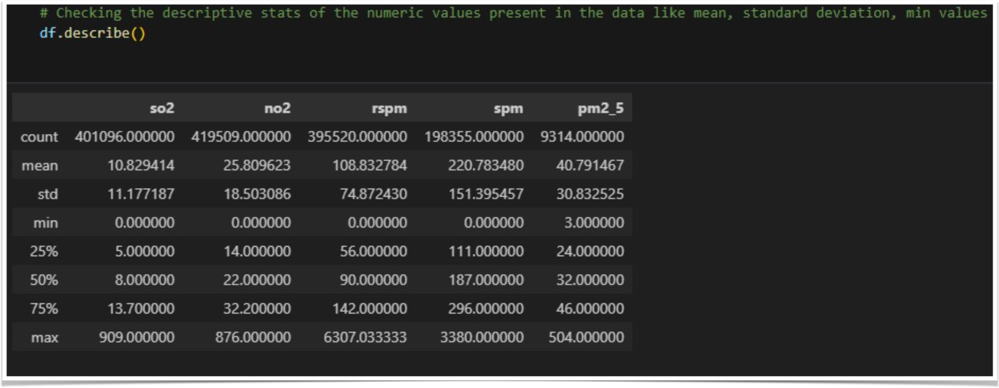 # Checking the descriptive stats of the numeric values present in the data like mean, standard deviation, min values
df.describe()
so2 no2 rspm spm pm2_5
count 401096.000000 419509.000000 395520.000000 198355.000000 9314.000000
mean 10.829414 25.809623 108.832784 220.783480 40.791467
std 11.177187 18.503086 74.872430 151.395457 30.832525
min 0.000000 0.000000 0.000000 0.000000 3.000000
25% 5.000000 14.000000 56.000000 111.000000 24.000000
50% 8.000000 22.000000 90.000000 187.000000 32.000000
75% 13.700000 32.200000 142.000000 296.000000 46.000000
max 909.000000 876.000000 6307.033333 3380.000000 504.000000